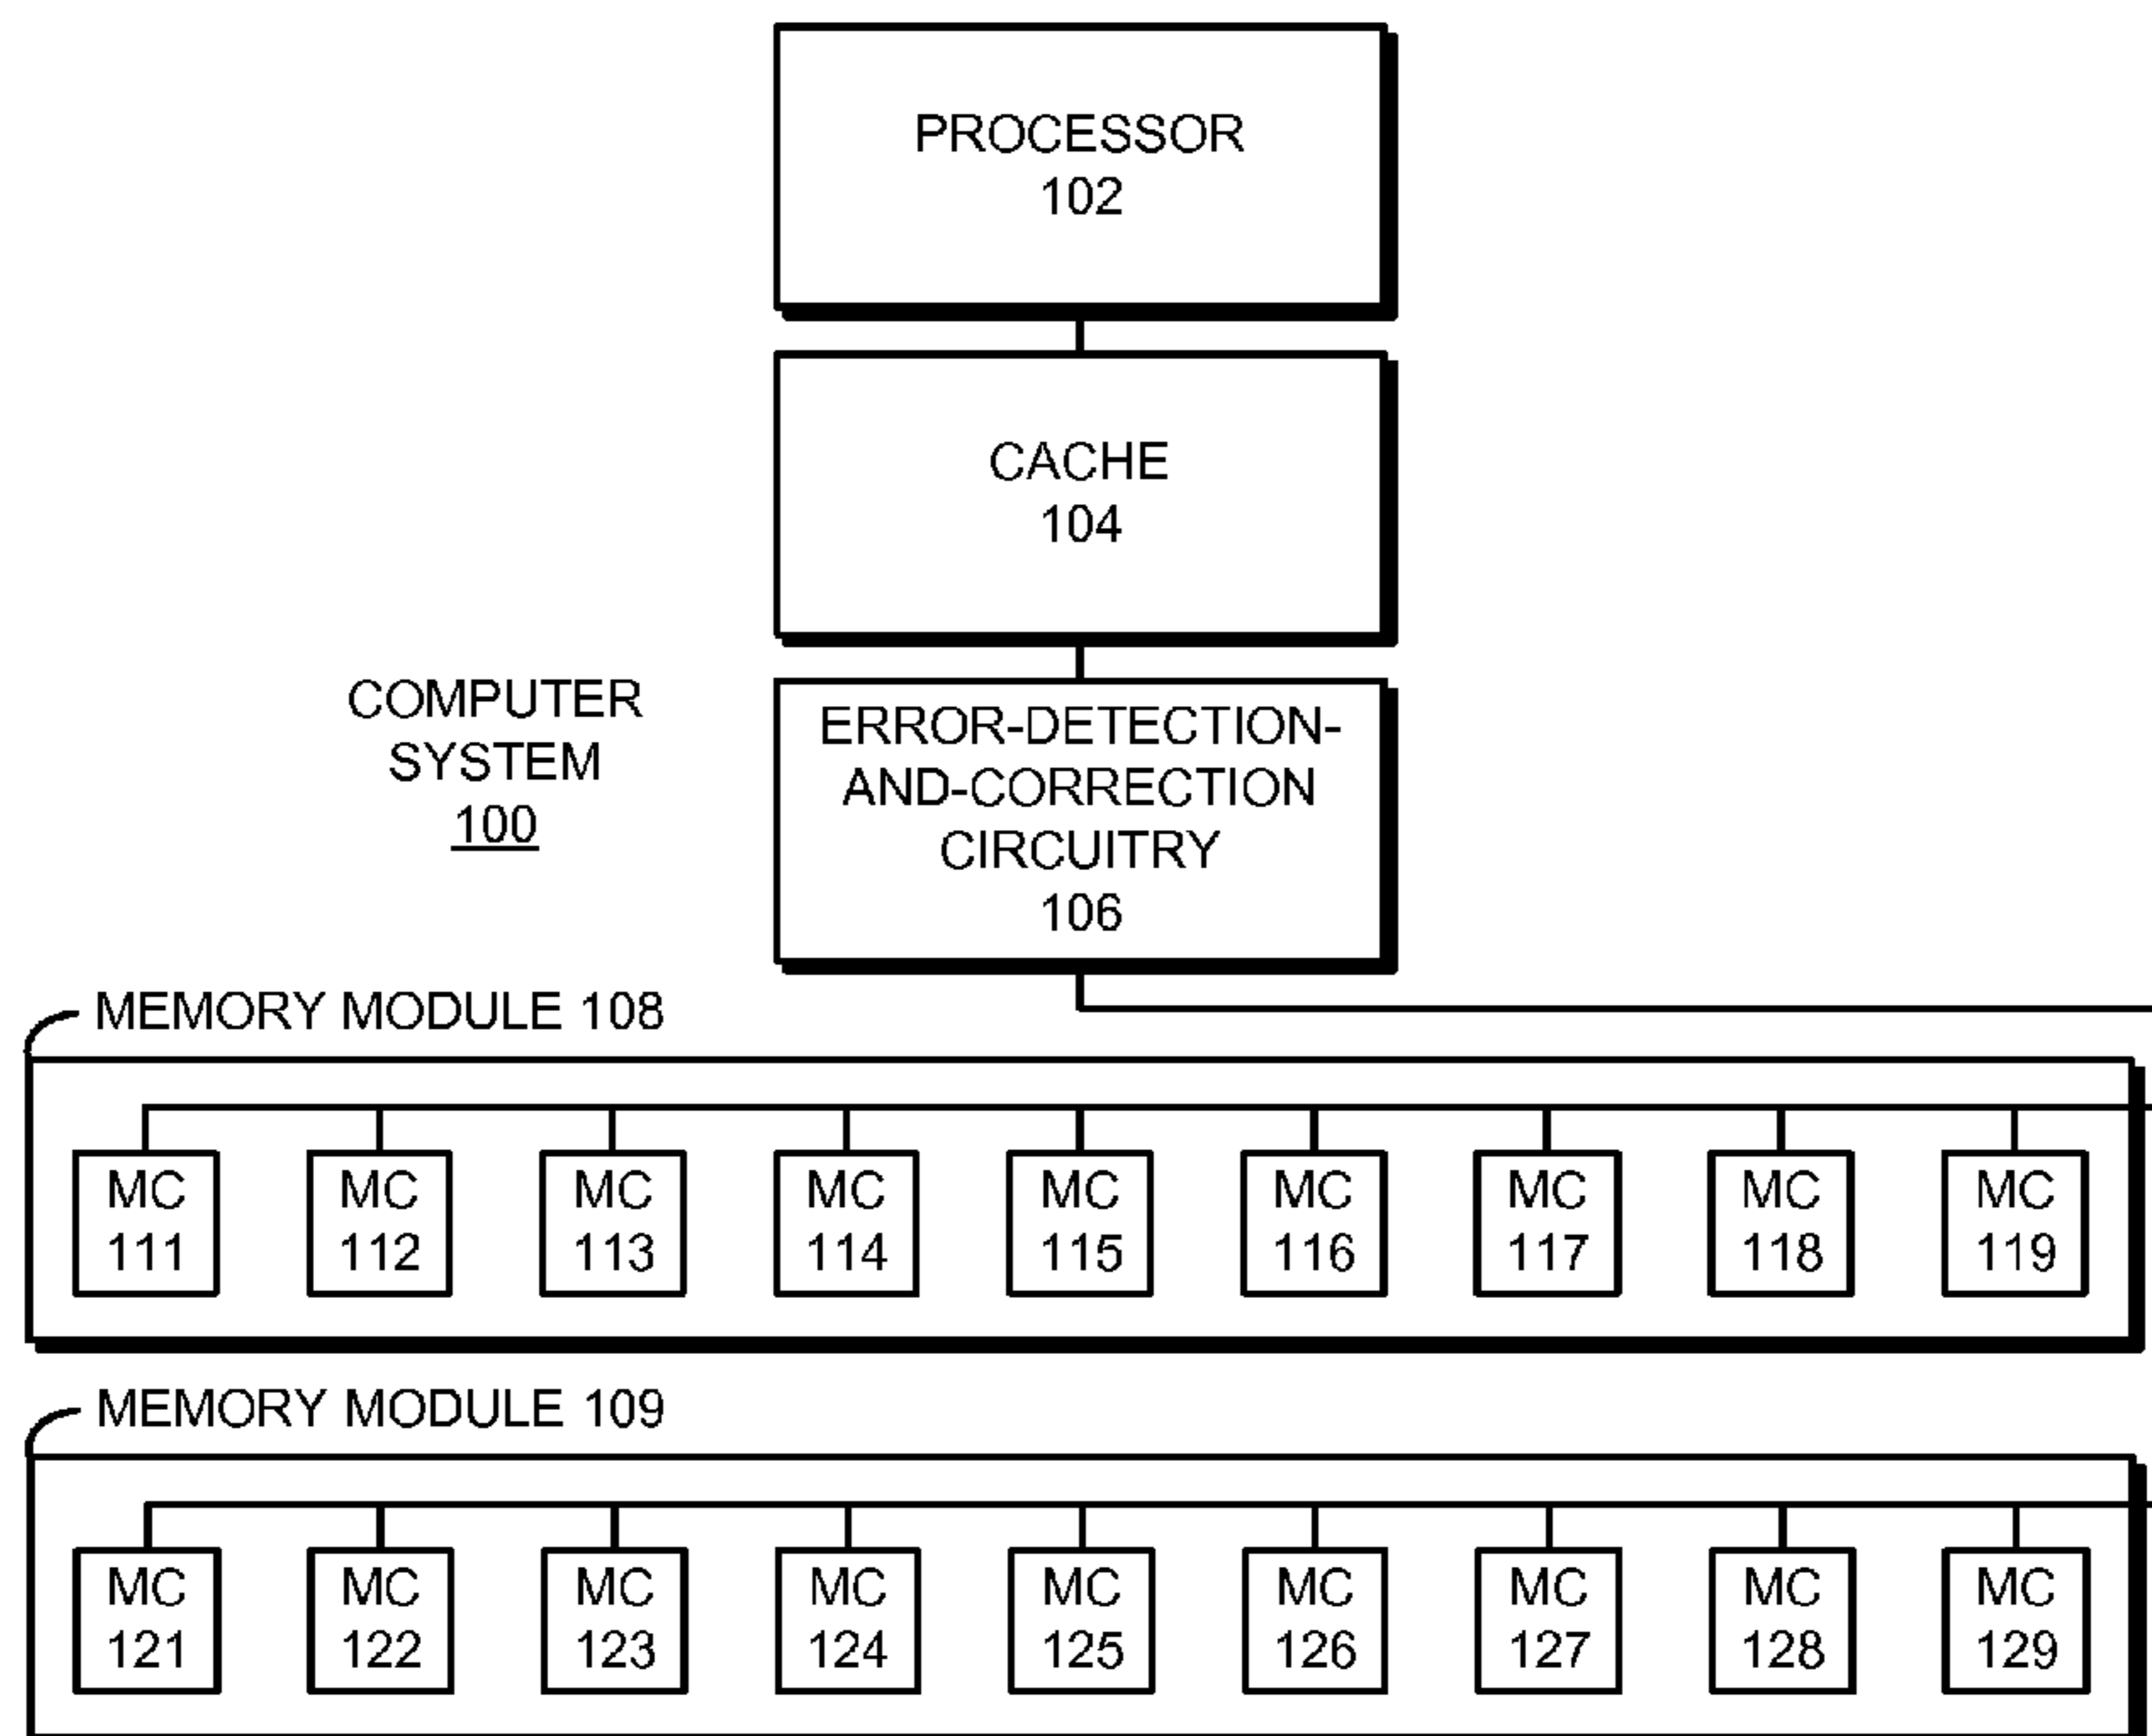 PROCESSOR
102
CACHE
104
COMPUTER
SYSTEM
100
ERROR-DETECTION-
AND-CORRECTION
CIRCUITRY
106
MEMORY MODULE 108
MC
111
MC
112
MC
113
MC
114
MC
115
MC
116
MC
117
MC
118
MC
119
MEMORY MODULE 109
MC
121
MC
122
MC
123
MC
124
MC
125
MC
126
MC
127
MC
128
MC
129